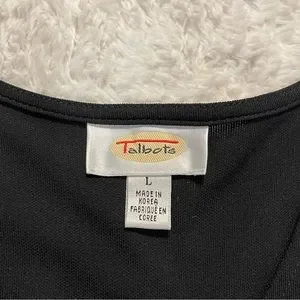 Talbots
L
MADE IN
KOREA
FABRIQUÉ EN
CORÉE